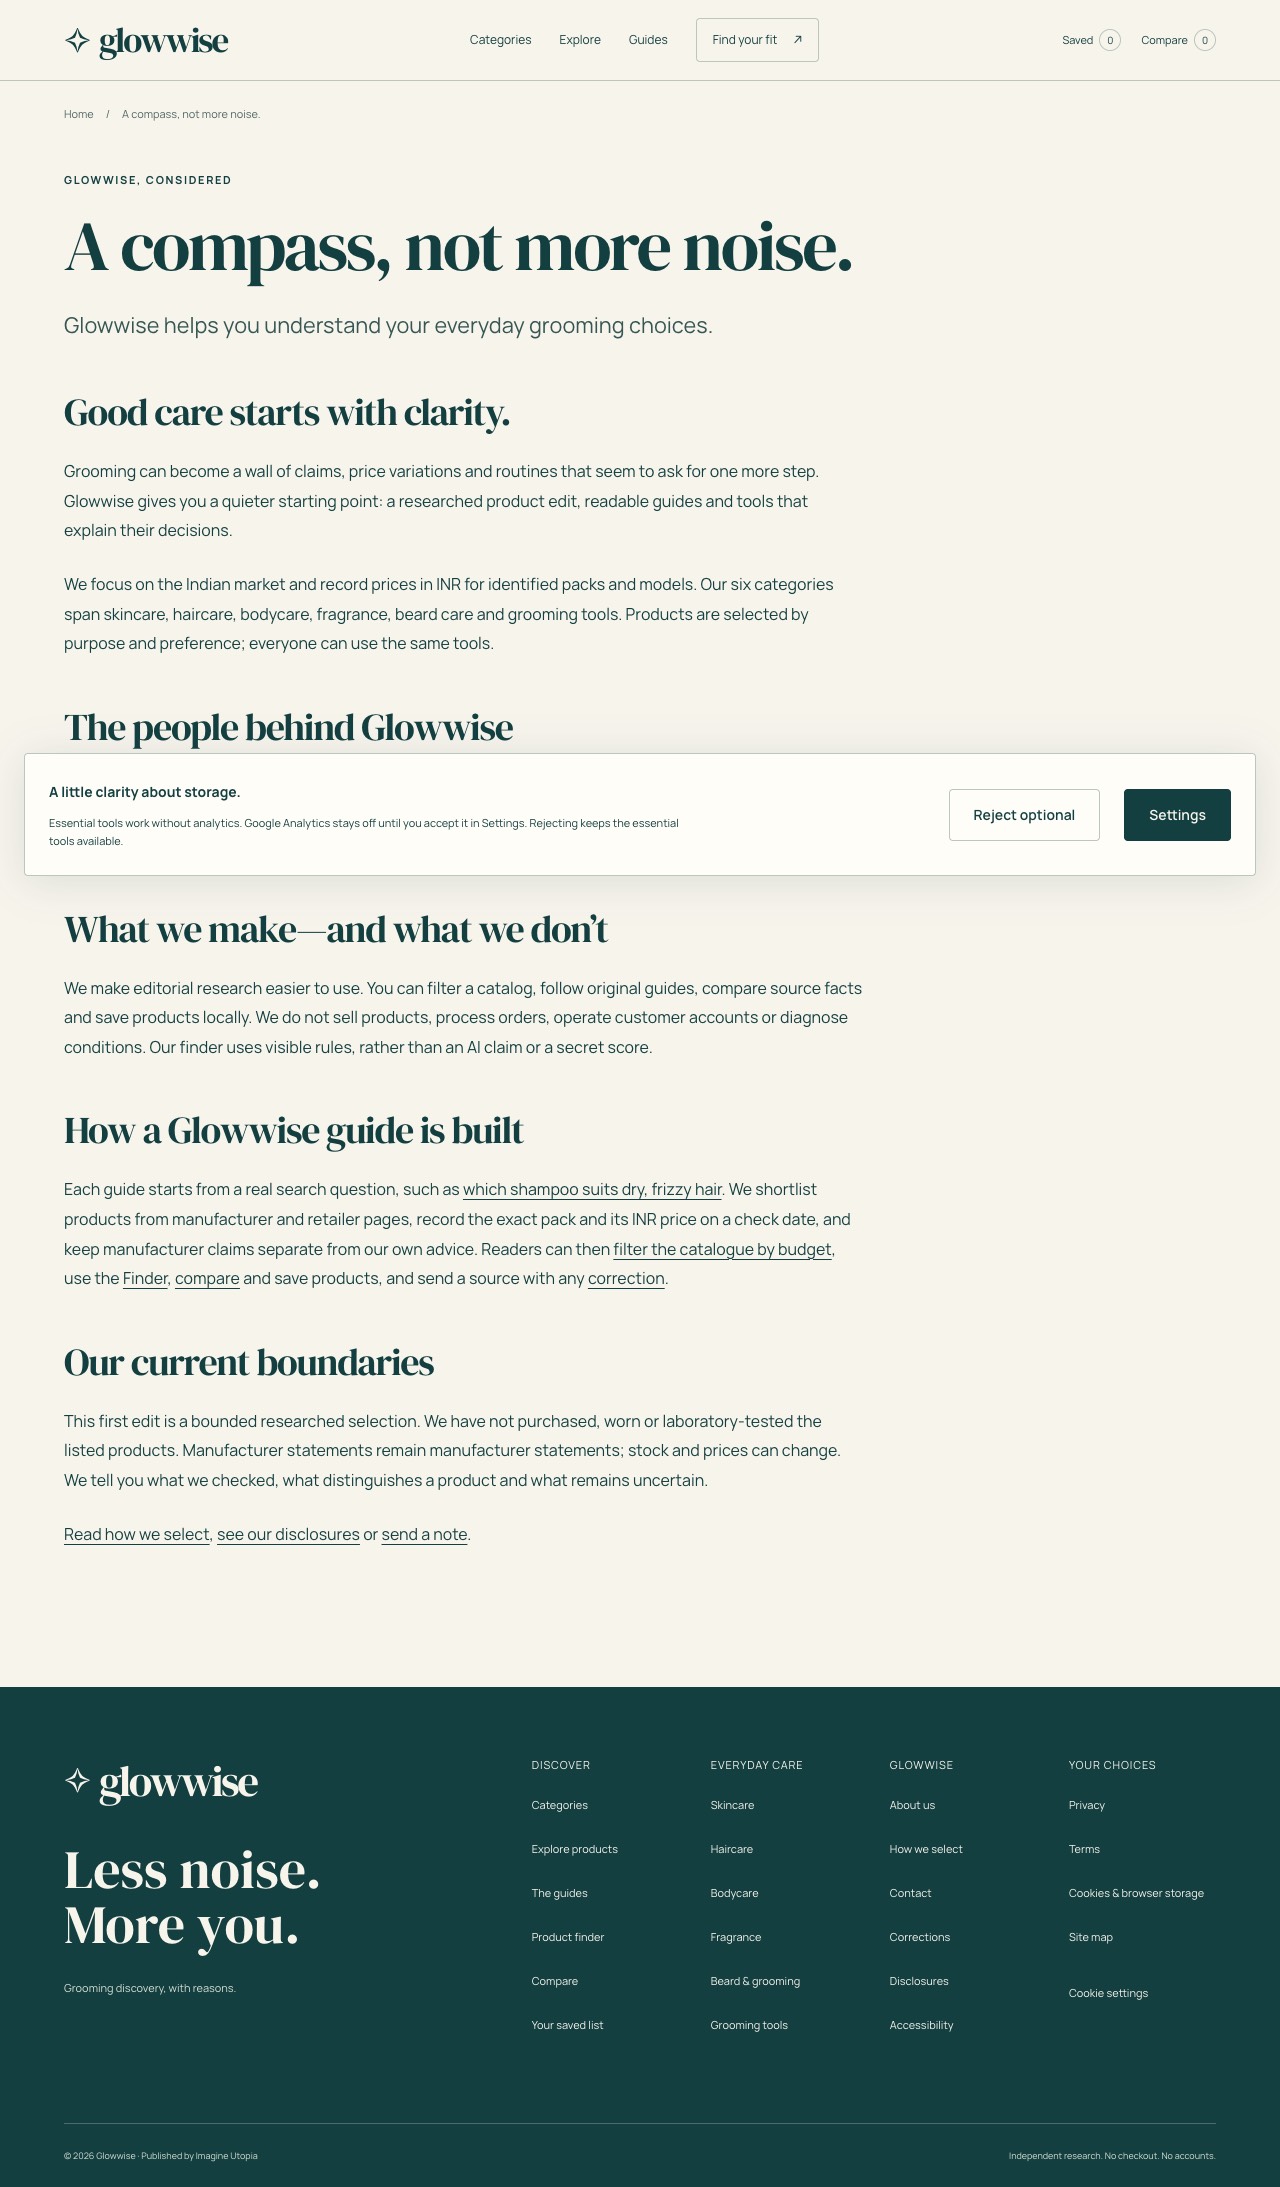 glowwise
Categories
Explore
Guides
Find your fit ↗
Saved 0
Compare 0
Home / A compass, not more noise.
GLOWWISE, CONSIDERED
A compass, not more noise.
Glowwise helps you understand your everyday grooming choices.
Good care starts with clarity.
Grooming can become a wall of claims, price variations and routines that seem to ask for one more step.
Glowwise gives you a quieter starting point: a researched product edit, readable guides and tools that
explain their decisions.
We focus on the Indian market and record prices in INR for identified packs and models. Our six categories
span skincare, haircare, bodycare, fragrance, beard care and grooming tools. Products are selected by
purpose and preference; everyone can use the same tools.
The people behind Glowwise
A little clarity about storage.
Essential tools work without analytics. Google Analytics stays off until you accept it in Settings. Rejecting keeps the essential
tools available.
Reject optional
Settings
What we make—and what we don’t
We make editorial research easier to use. You can filter a catalog, follow original guides, compare source facts
and save products locally. We do not sell products, process orders, operate customer accounts or diagnose
conditions. Our finder uses visible rules, rather than an AI claim or a secret score.
How a Glowwise guide is built
Each guide starts from a real search question, such as which shampoo suits dry, frizzy hair. We shortlist
products from manufacturer and retailer pages, record the exact pack and its INR price on a check date, and
keep manufacturer claims separate from our own advice. Readers can then filter the catalogue by budget,
use the Finder, compare and save products, and send a source with any correction.
Our current boundaries
This first edit is a bounded researched selection. We have not purchased, worn or laboratory-tested the
listed products. Manufacturer statements remain manufacturer statements; stock and prices can change.
We tell you what we checked, what distinguishes a product and what remains uncertain.
Read how we select, see our disclosures or send a note.
glowwise
Less noise.
More you.
Grooming discovery, with reasons.
DISCOVER
Categories
Explore products
The guides
Product finder
Compare
Your saved list
EVERYDAY CARE
Skincare
Haircare
Bodycare
Fragrance
Beard & grooming
Grooming tools
GLOWWISE
About us
How we select
Contact
Corrections
Disclosures
Accessibility
YOUR CHOICES
Privacy
Terms
Cookies & browser storage
Site map
Cookie settings
© 2026 Glowwise · Published by Imagine Utopia
Independent research. No checkout. No accounts.